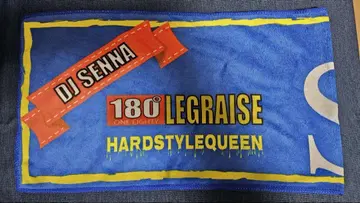 DJ SENNA
180° LEGRAISE
ONE EIGHTY
HARDSTYLEQUEEN
S